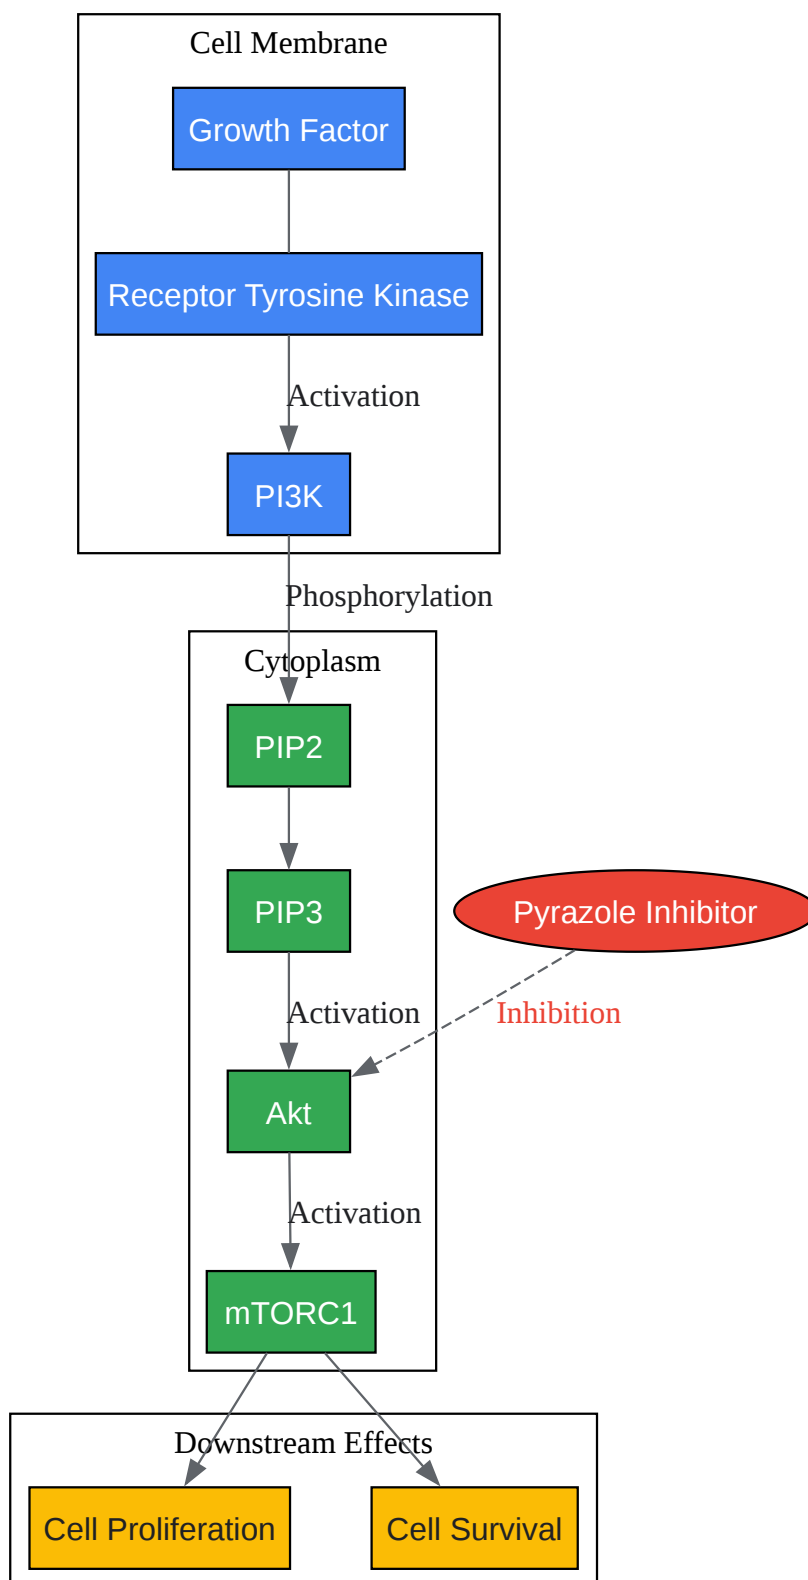 Cell Membrane
Growth Factor
Receptor Tyrosine Kinase
Activation
PI3K
Phosphorylation
Cytoplasm
PIP2
PIP3
Pyrazole Inhibitor
Activation
Inhibition
Akt
Activation
mTORC1
Downstream Effects
Cell Proliferation
Cell Survival